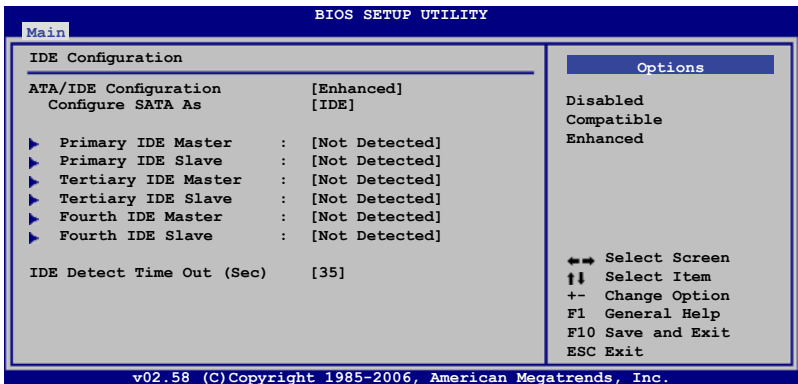 BIOS SETUP UTILITY
Main
IDE Configuration
ATA/IDE Configuration [Enhanced]
Configure SATA As [IDE]
Primary IDE Master : [Not Detected]
Primary IDE Slave : [Not Detected]
Tertiary IDE Master : [Not Detected]
Tertiary IDE Slave : [Not Detected]
Fourth IDE Master : [Not Detected]
Fourth IDE Slave : [Not Detected]
IDE Detect Time Out (Sec) [35]
Options
Disabled
Compatible
Enhanced
Select Screen
Select Item
+- Change Option
F1 General Help
F10 Save and Exit
ESC Exit
v02.58 (C)Copyright 1985-2006, American Megatrends, Inc.